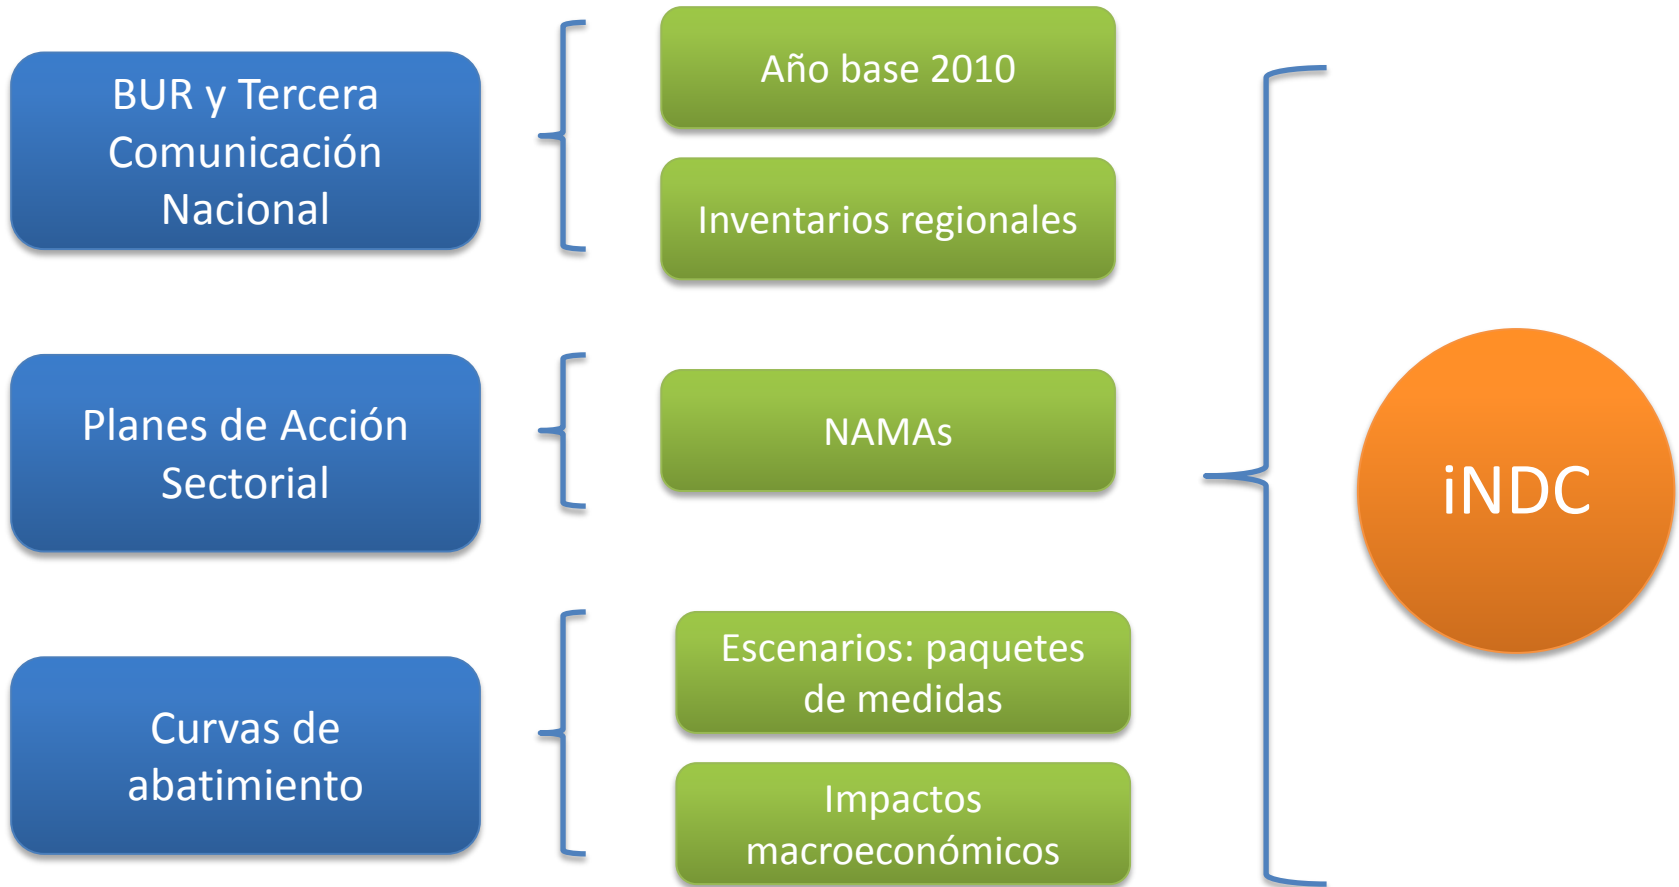 BUR y Tercera
Comunicación
Nacional
Año base 2010
Inventarios regionales
Planes de Acción
Sectorial
NAMAs
Curvas de
abatimiento
Escenarios: paquetes
de medidas
Impactos
macroeconómicos
iNDC